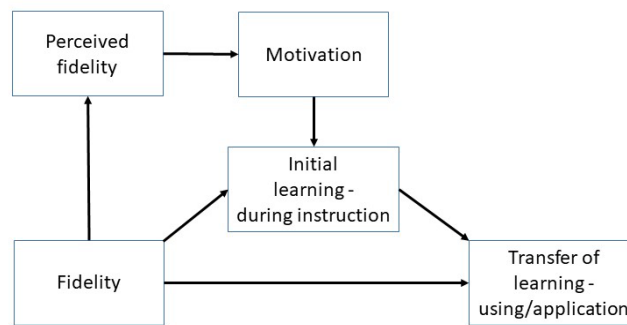 Perceived
fidelity
Motivation
Initial
learning -
during instruction
Fidelity
Transfer of
learning -
using/application